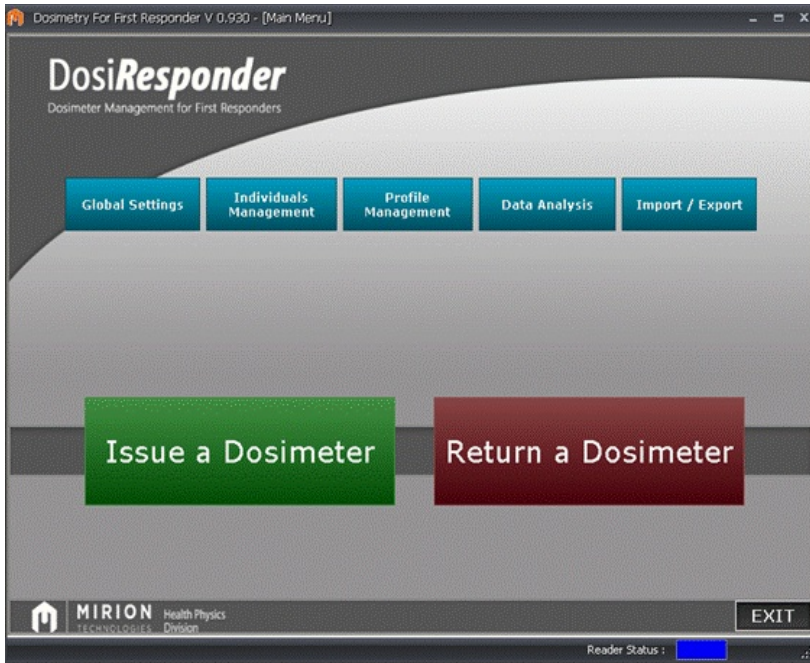 Dosimetry For First Responder V 0.930 - [Main Menu]
DosiResponder
Dosimeter Management for First Responders
Global Settings
Individuals
Management
Profile
Management
Data Analysis
Import / Export
Issue a Dosimeter
Return a Dosimeter
MIRION
TECHNOLOGIES
Health Physics
Division
EXIT
Reader Status :